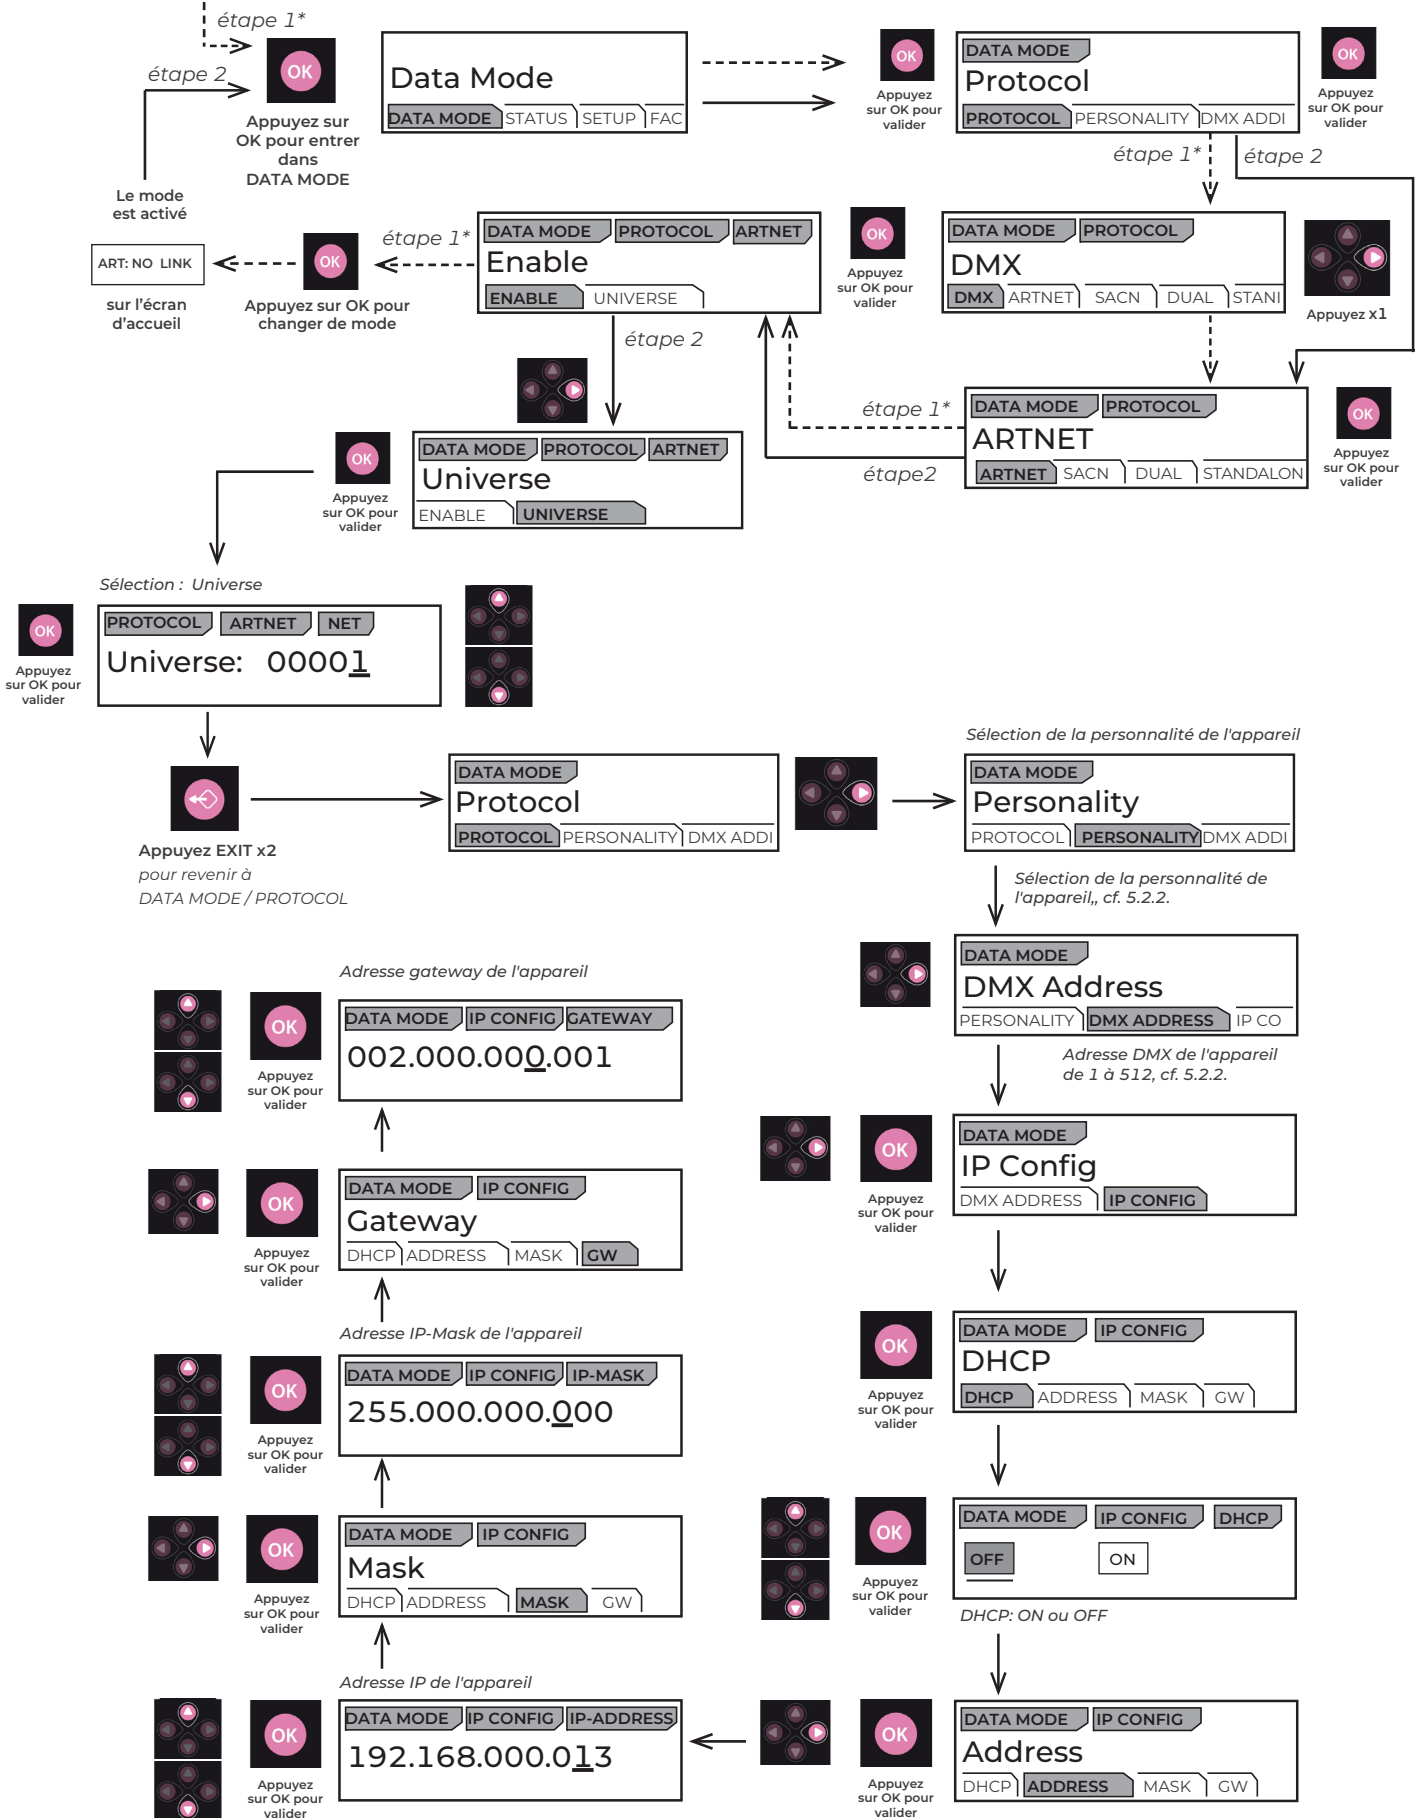 étape 1*
OK
étape 2
Appuyez sur
OK pour entrer
dans
DATA MODE
Data Mode
DATA MODE STATUS SETUP FAC
OK
Appuyez
sur OK pour
valider
DATA MODE
Protocol
PROTOCOL PERSONALITY DMX ADDI
OK
Appuyez
sur OK pour
valider
étape 1*
étape 2
Le mode
est activé
ART: NO LINK
sur l'écran
d'accueil
OK
Appuyez sur OK pour
changer de mode
étape 1*
DATA MODE PROTOCOL ARTNET
Enable
ENABLE UNIVERSE
OK
Appuyez
sur OK pour
valider
DATA MODE PROTOCOL
DMX
DMX ARTNET SACN DUAL STANI
Appuyez x1
étape 2
étape 1*
étape2
DATA MODE PROTOCOL
ARTNET
ARTNET SACN DUAL STANDALON
OK
Appuyez
sur OK pour
valider
OK
Appuyez
sur OK pour
valider
DATA MODE PROTOCOL ARTNET
Universe
ENABLE UNIVERSE
Sélection : Universe
OK
Appuyez
sur OK pour
valider
PROTOCOL ARTNET NET
Universe: 00001
Appuyez EXIT x2
pour revenir à
DATA MODE / PROTOCOL
DATA MODE
Protocol
PROTOCOL PERSONALITY DMX ADDI
Sélection de la personnalité de l'appareil
DATA MODE
Personality
PROTOCOL PERSONALITY DMX ADDI
Sélection de la personnalité de
l'appareil,, cf. 5.2.2.
DATA MODE
DMX Address
PERSONALITY DMX ADDRESS IP CO
Adresse DMX de l'appareil
de 1 à 512, cf. 5.2.2.
OK
Appuyez
sur OK pour
valider
DATA MODE
IP Config
DMX ADDRESS IP CONFIG
OK
Appuyez
sur OK pour
valider
DATA MODE IP CONFIG
DHCP
DHCP ADDRESS MASK GW
OK
Appuyez
sur OK pour
valider
DATA MODE IP CONFIG DHCP
OFF ON
DHCP: ON ou OFF
OK
Appuyez
sur OK pour
valider
DATA MODE IP CONFIG
Address
DHCP ADDRESS MASK GW
Adresse IP de l'appareil
OK
Appuyez
sur OK pour
valider
DATA MODE IP CONFIG IP-ADDRESS
192.168.000.013
OK
Appuyez
sur OK pour
valider
DATA MODE IP CONFIG
Mask
DHCP ADDRESS MASK GW
Adresse IP-Mask de l'appareil
OK
Appuyez
sur OK pour
valider
DATA MODE IP CONFIG IP-MASK
255.000.000.000
OK
Appuyez
sur OK pour
valider
DATA MODE IP CONFIG
Gateway
DHCP ADDRESS MASK GW
Adresse gateway de l'appareil
OK
Appuyez
sur OK pour
valider
DATA MODE IP CONFIG GATEWAY
002.000.000.001